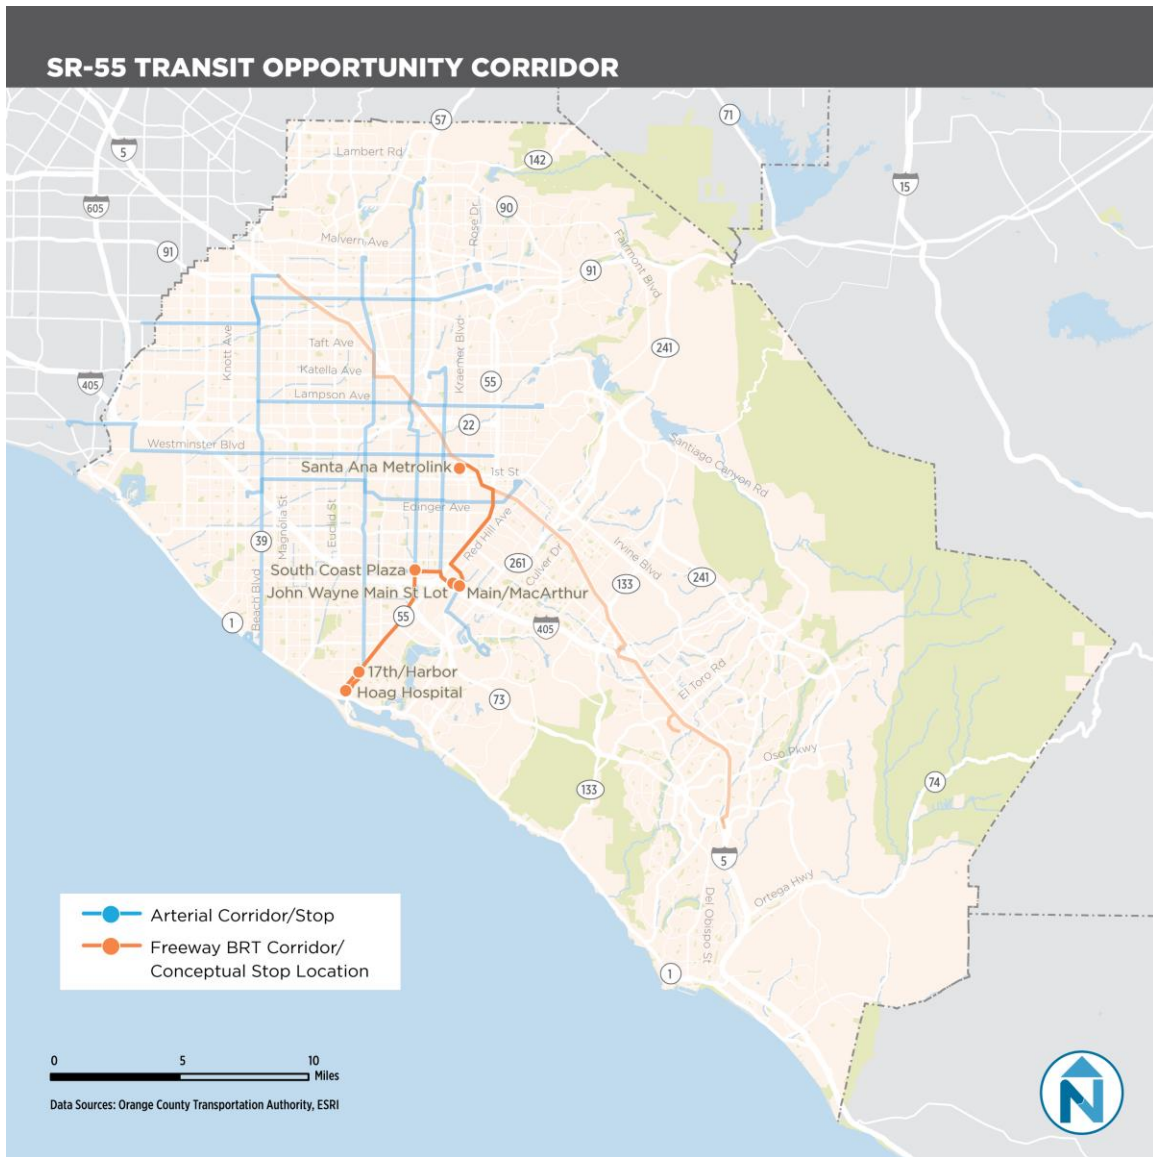 SR-55 TRANSIT OPPORTUNITY CORRIDOR
57
71
5
Lambert Rd
142
15
605
90
Rose Dr
Malvern Ave
91
Fairmont Blvd
91
Knott Ave
Taft Ave
Kraemer Blvd
241
Katella Ave
405
55
Lampson Ave
22
Westminster Blvd
Santiago Canyon Rd
Santa Ana Metrolink
1st St
Edinger Ave
Magnolia St
Euclid St
Red Hill Ave
39
Irvine Blvd
261
Culver Dr
South Coast Plaza
133
241
John Wayne Main St Lot
Main/MacArthur
Beach Blvd
55
1
405
17th/Harbor
El Toro Rd
Hoag Hospital
73
Oso Pkwy
133
74
5
Ortega Hwy
Arterial Corridor/Stop
Del Obispo St
Freeway BRT Corridor/
Conceptual Stop Location
1
0 5 10
Miles
Data Sources: Orange County Transportation Authority, ESRI
N